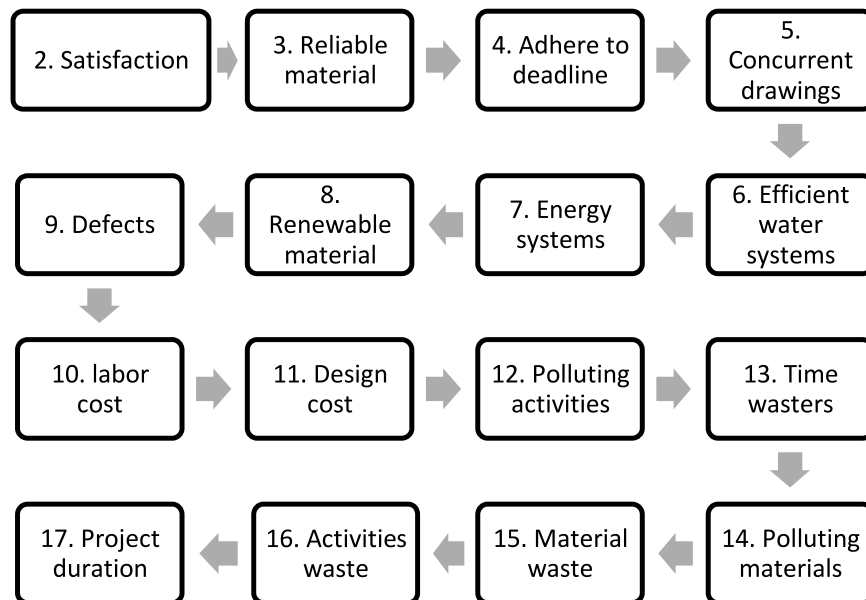 2. Satisfaction
3. Reliable
material
4. Adhere to
deadline
5.
Concurrent
drawings
6. Efficient
water
systems
7. Energy
systems
8.
Renewable
material
9. Defects
10. labor
cost
11. Design
cost
12. Polluting
activities
13. Time
wasters
14. Polluting
materials
15. Material
waste
16. Activities
waste
17. Project
duration